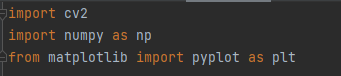 import cv2
import numpy as np
from matplotlib import pyplot as plt